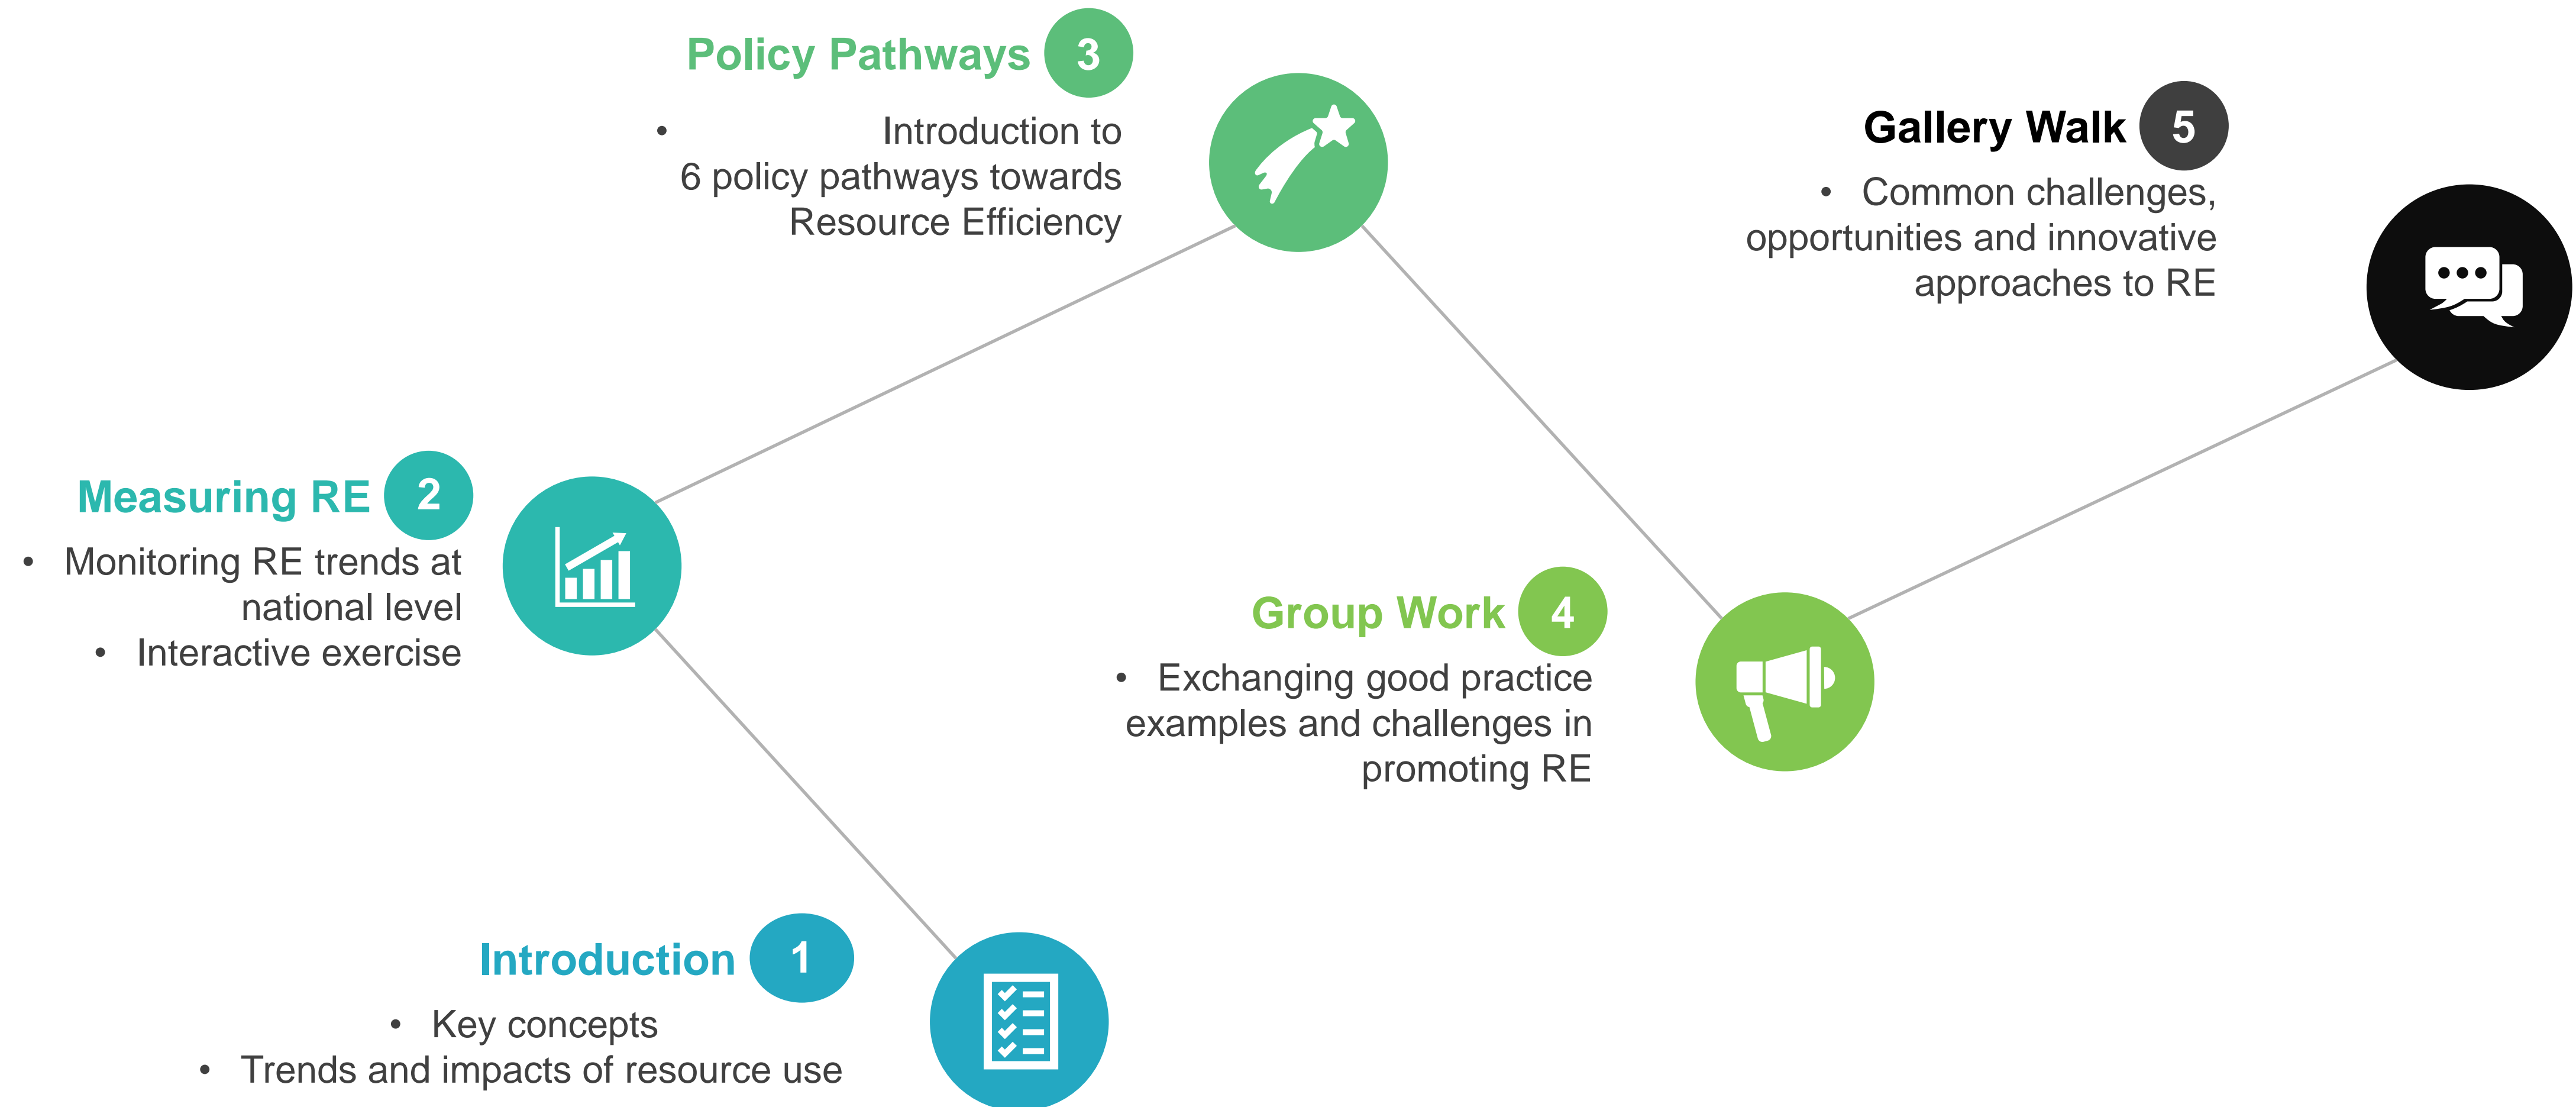 Introduction 1
• Key concepts
• Trends and impacts of resource use
Measuring RE 2
• Monitoring RE trends at
national level
• Interactive exercise
Policy Pathways 3
• Introduction to
6 policy pathways towards
Resource Efficiency
Group Work 4
• Exchanging good practice
examples and challenges in
promoting RE
Gallery Walk 5
• Common challenges,
opportunities and innovative
approaches to RE